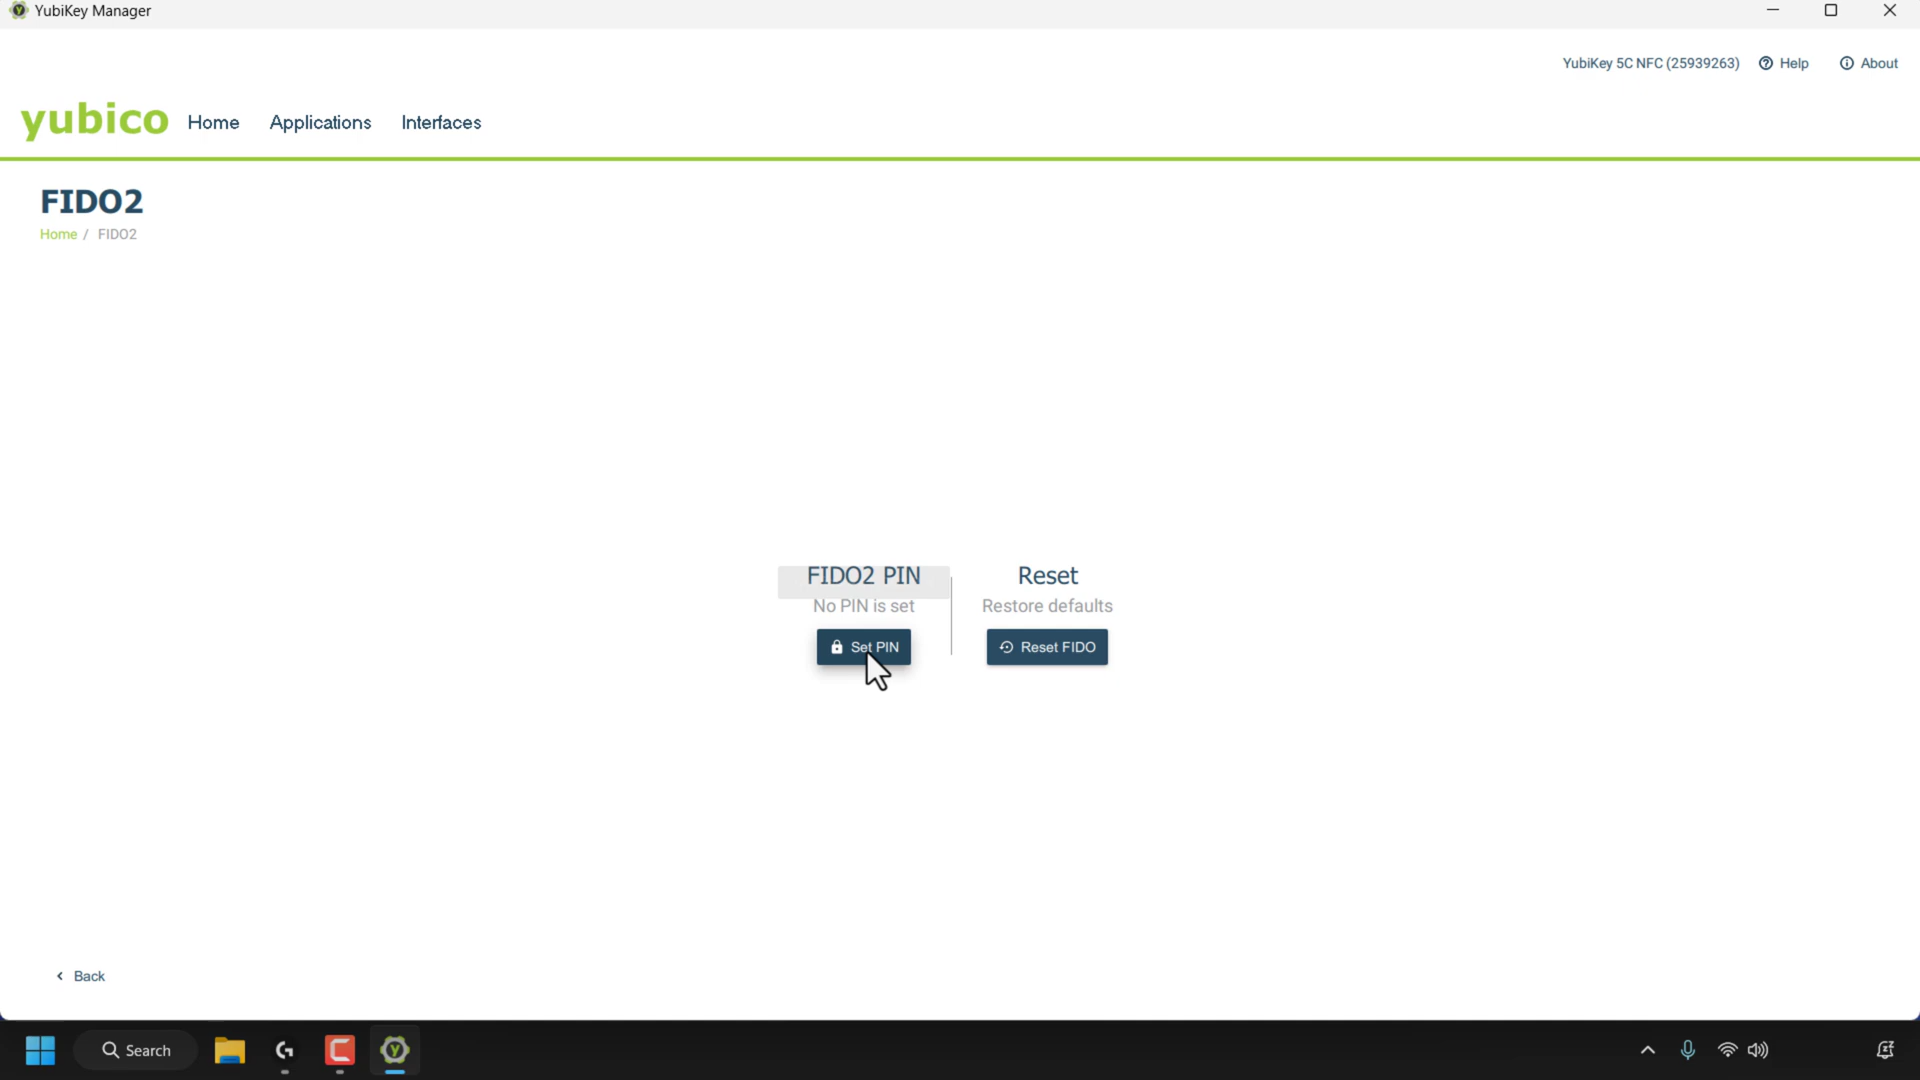 YubiKey Manager
YubiKey 5C NFC (25939263) Help About
yubico Home Applications Interfaces
FIDO2
Home / FIDO2
FIDO2 PIN
No PIN is set
Set PIN
Reset
Restore defaults
Reset FIDO
Back
Search